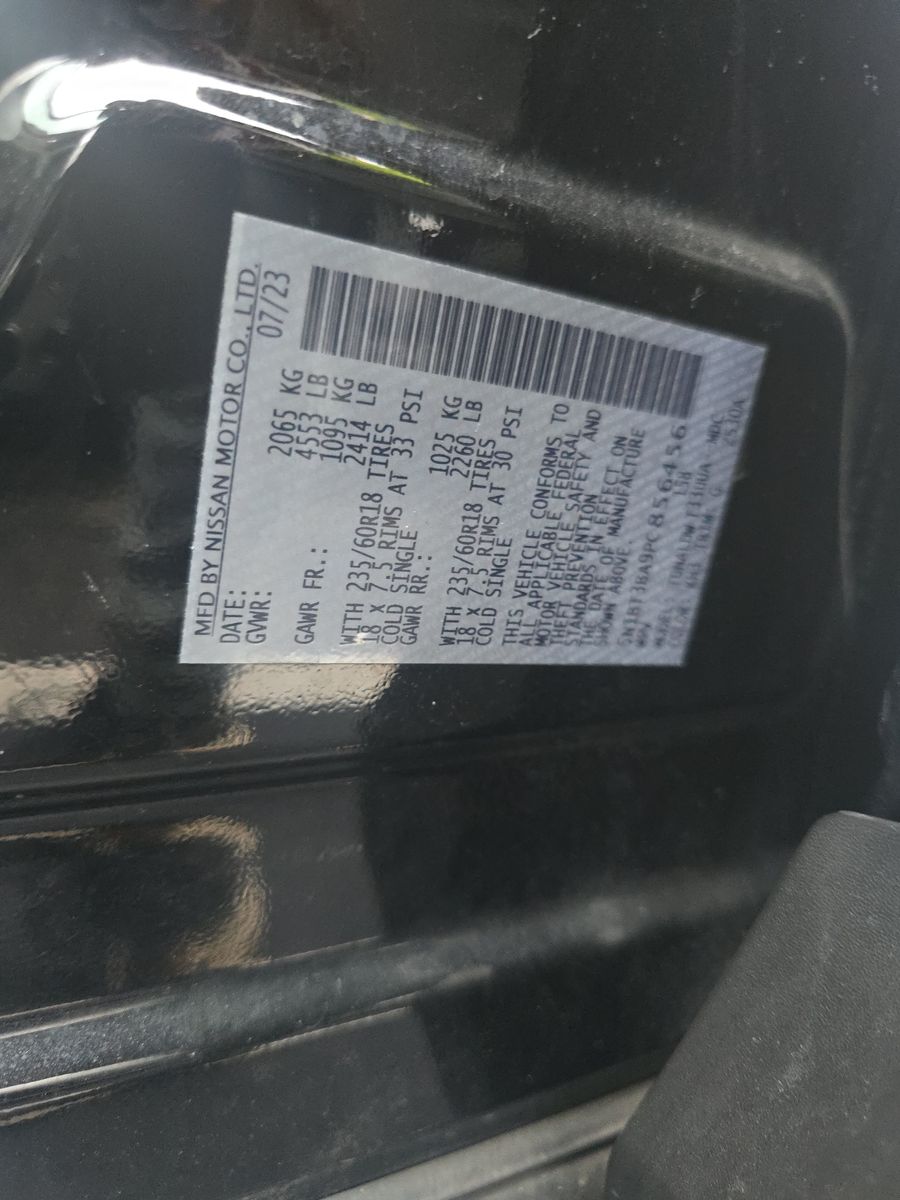 MFD BY NISSAN MOTOR CO., LTD.
DATE: 07/23
GVWR: 2065 KG
4553 LB
GAWR FR.: 1095 KG
2414 LB
WITH 235/60R18 TIRES
18 X 7.5 RIMS AT 33 PSI
COLD SINGLE
GAWR RR.: 1025 KG
2260 LB
WITH 235/60R18 TIRES
18 X 7.5 RIMS AT 30 PSI
COLD SINGLE
THIS VEHICLE CONFORMS TO
ALL APPLICABLE FEDERAL
MOTOR VEHICLE SAFETY AND
THEFT PREVENTION
STANDARDS IN EFFECT ON
THE DATE OF MANUFACTURE
SHOWN ABOVE.